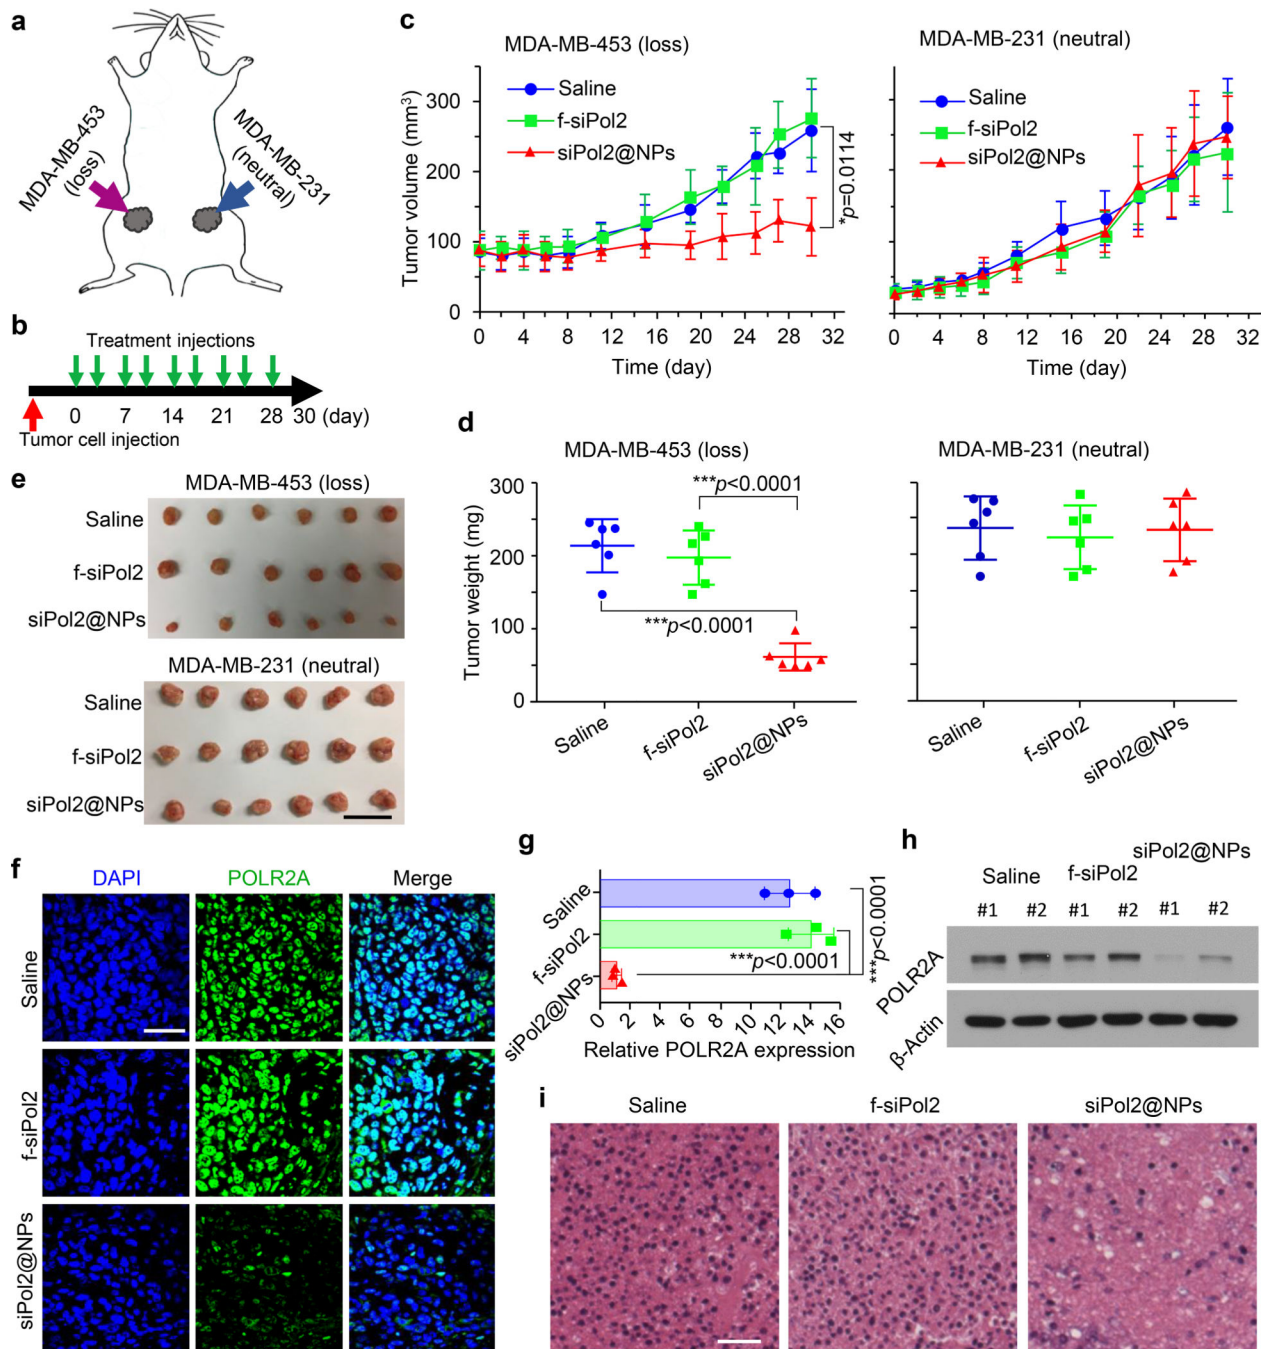 a
MDA-MB-453
(loss)
MDA-MB-231
(neutral)
b
Treatment injections
0 7 14 21 28 30 (day)
Tumor cell injection
c
MDA-MB-453 (loss)
Saline
f-siPol2
siPol2@NPs
Tumor volume (mm³)
300
200
100
0
*p=0.0114
0 4 8 12 16 20 24 28 32
Time (day)
MDA-MB-231 (neutral)
Saline
f-siPol2
siPol2@NPs
0 4 8 12 16 20 24 28 32
Time (day)
d
MDA-MB-453 (loss)
Tumor weight (mg)
300
200
100
0
***p<0.0001
***p<0.0001
Saline
f-siPol2
siPol2@NPs
MDA-MB-231 (neutral)
Saline
f-siPol2
siPol2@NPs
e
MDA-MB-453 (loss)
Saline
f-siPol2
siPol2@NPs
MDA-MB-231 (neutral)
Saline
f-siPol2
siPol2@NPs
f
DAPI POLR2A Merge
Saline
f-siPol2
siPol2@NPs
g
Saline
f-siPol2
siPol2@NPs
***p<0.0001
***p<0.0001
0 2 4 6 8 10 12 14 16
Relative POLR2A expression
h
Saline f-siPol2 siPol2@NPs
#1 #2 #1 #2 #1 #2
POLR2A
β-Actin
i
Saline f-siPol2 siPol2@NPs